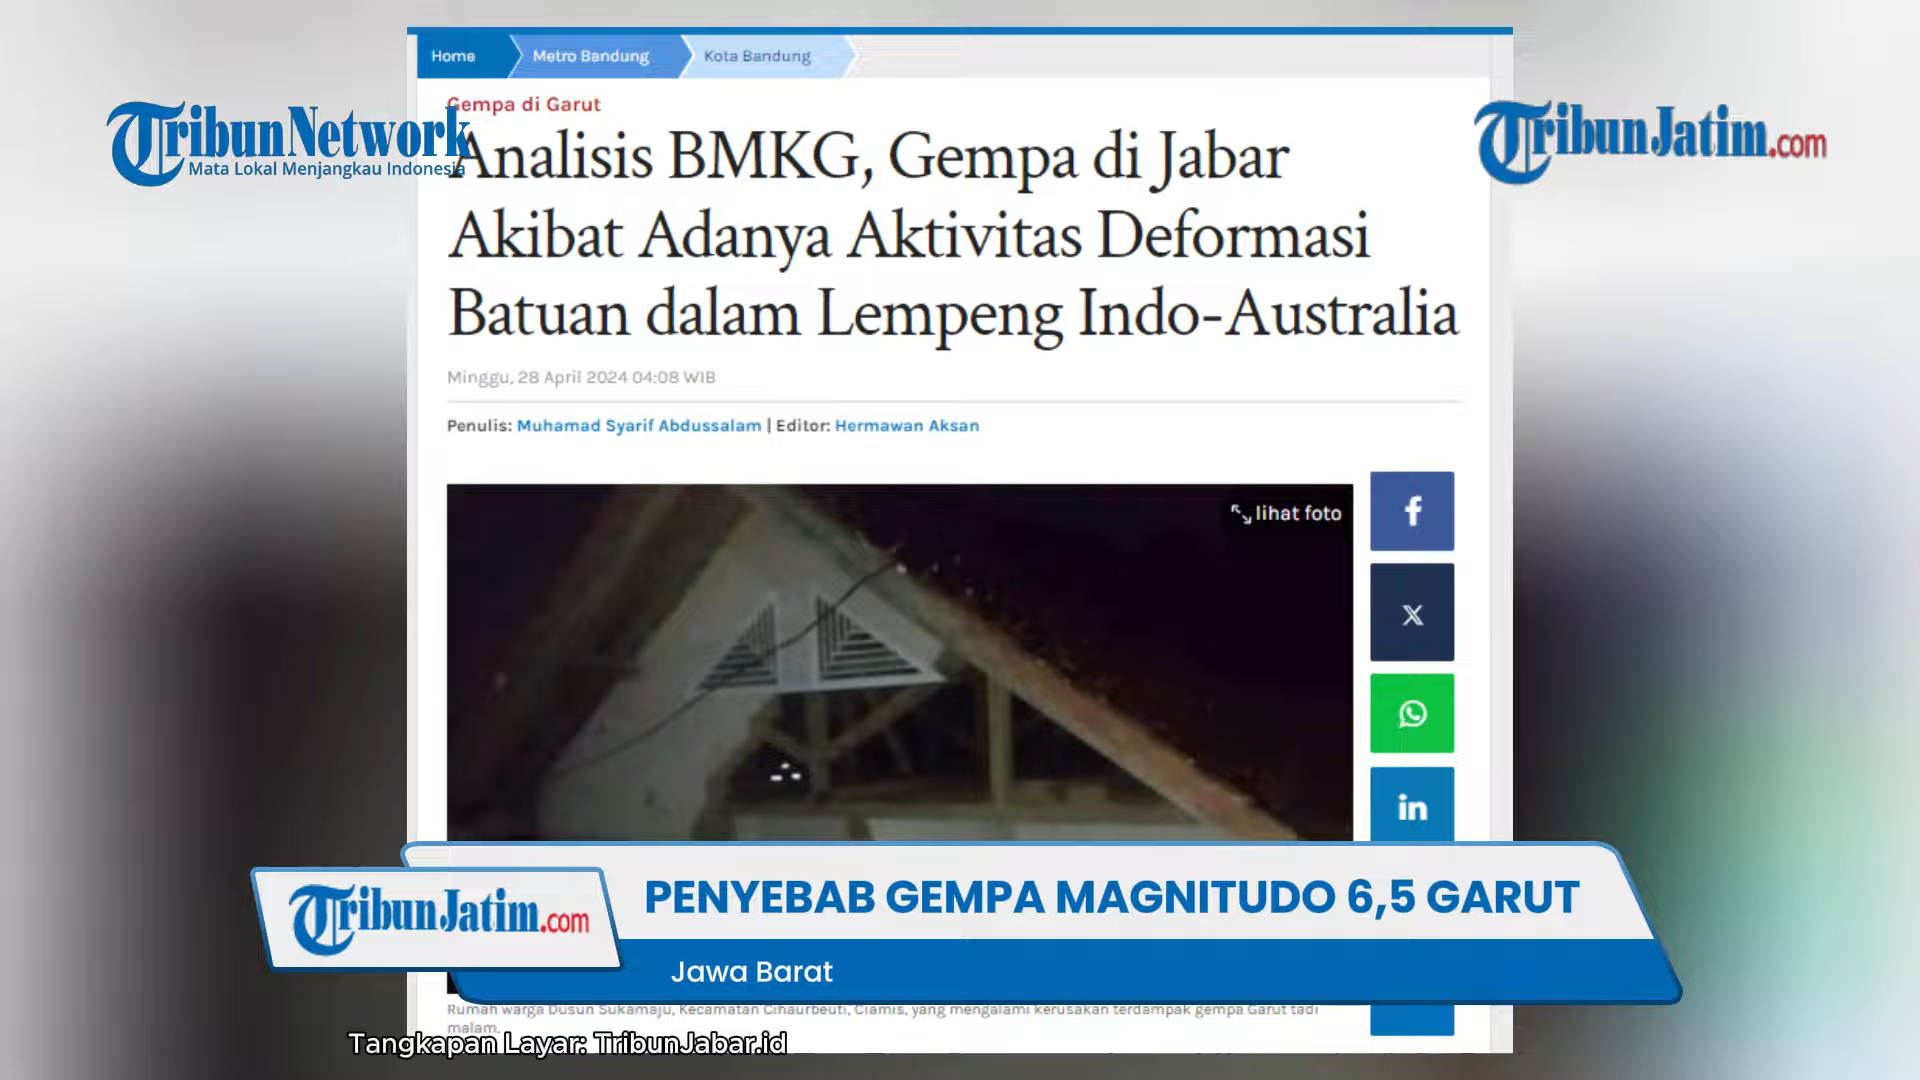 Home
Metro Bandung
Kota Bandung
Gempa di Garut
TribunNetwork
Mata Lokal Menjangkau Indonesia
TribunJatim.com
Analisis BMKG, Gempa di Jabar
Akibat Adanya Aktivitas Deformasi
Batuan dalam Lempeng Indo-Australia
Minggu, 28 April 2024 04:08 WIB
Penulis: Muhamad Syarif Abdussalam | Editor: Hermawan Aksan
lihat foto
f
X
in
TribunJatim.com
PENYEBAB GEMPA MAGNITUDO 6,5 GARUT
Jawa Barat
Rumah warga Dusun Sukamaju, Kecamatan Cihaurbeuti, Ciamis, yang mengalami kerusakan terdampak gempa Garut tadi
malam.
Tangkapan Layar: TribunJabar.id